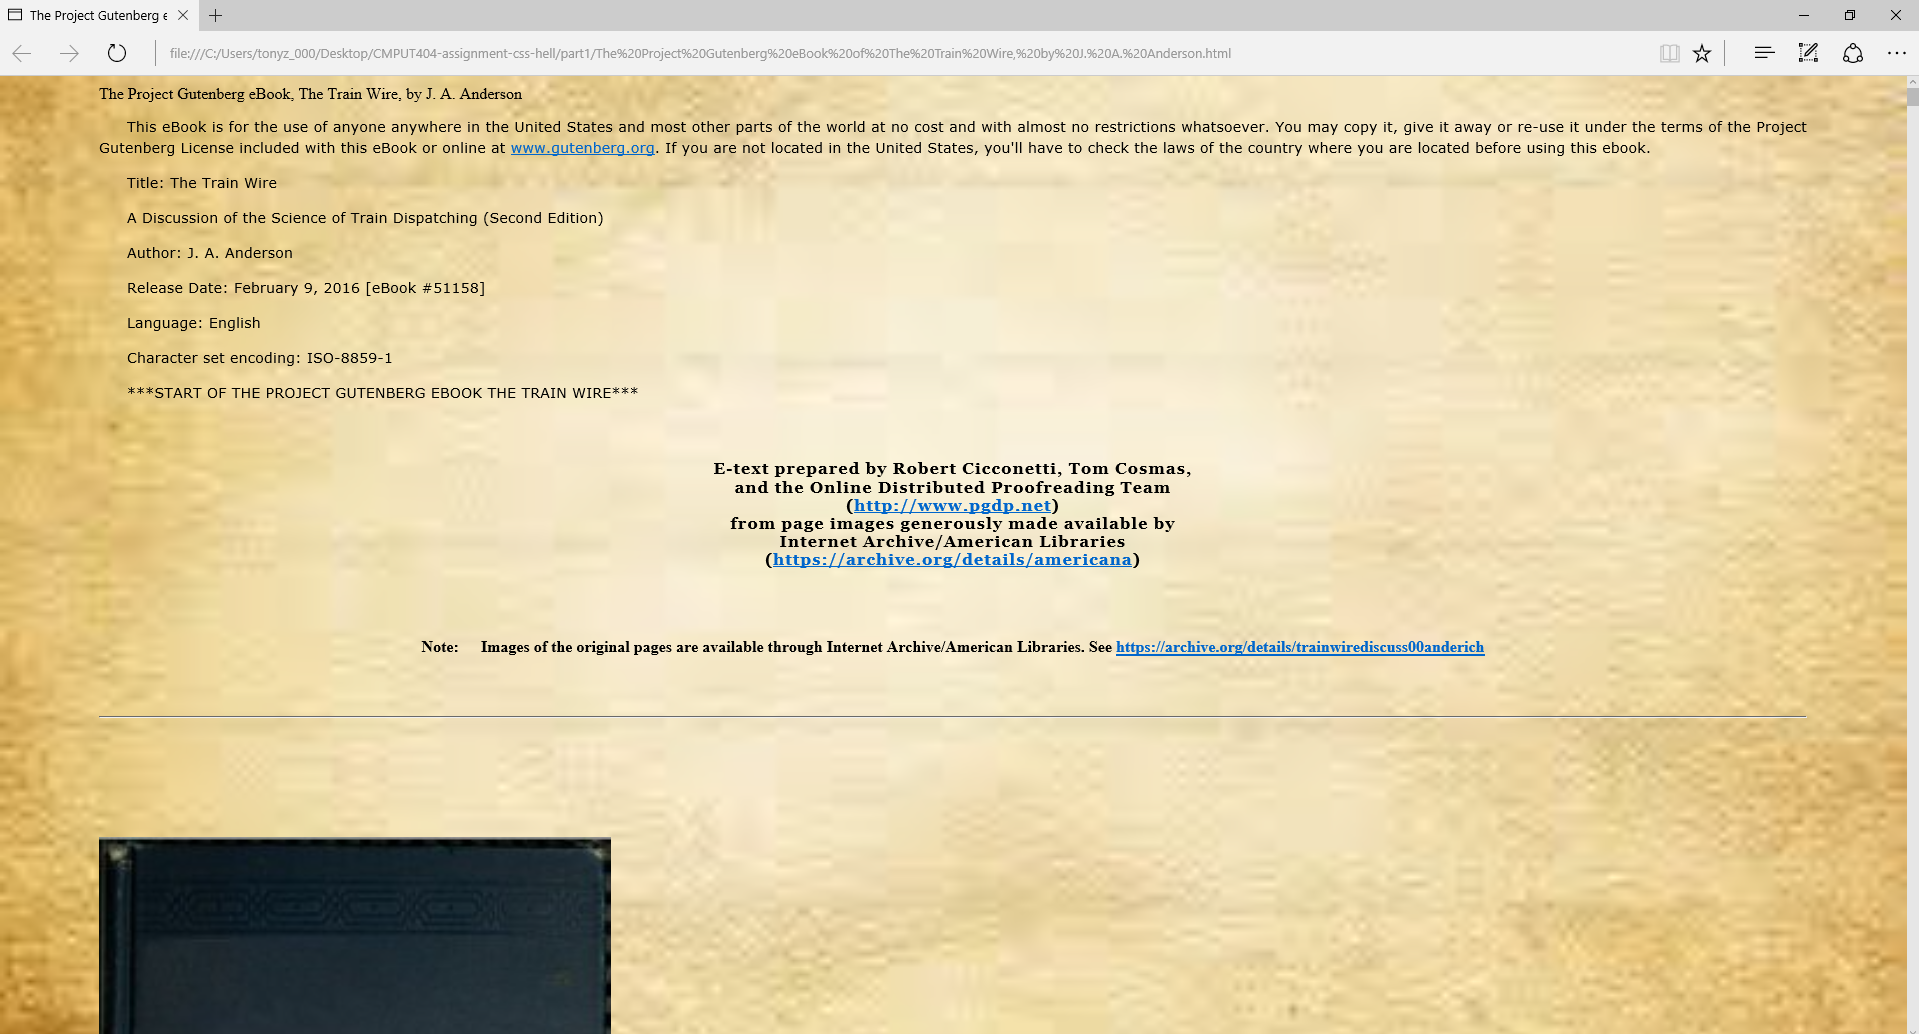 The Project Gutenberg e
file:///C:/Users/tonyz_000/Desktop/CMPUT404-assignment-css-hell/part1/The%20Project%20Gutenberg%20eBook%20of%20The%20Train%20Wire,%20by%20J.%20A.%20Anderson.html
The Project Gutenberg eBook, The Train Wire, by J. A. Anderson
This eBook is for the use of anyone anywhere in the United States and most other parts of the world at no cost and with almost no restrictions whatsoever. You may copy it, give it away or re-use it under the terms of the Project
Gutenberg License included with this eBook or online at www.gutenberg.org. If you are not located in the United States, you'll have to check the laws of the country where you are located before using this ebook.
Title: The Train Wire
A Discussion of the Science of Train Dispatching (Second Edition)
Author: J. A. Anderson
Release Date: February 9, 2016 [eBook #51158]
Language: English
Character set encoding: ISO-8859-1
***START OF THE PROJECT GUTENBERG EBOOK THE TRAIN WIRE***
E-text prepared by Robert Cicconetti, Tom Cosmas,
and the Online Distributed Proofreading Team
(http://www.pgdp.net)
from page images generously made available by
Internet Archive/American Libraries
(https://archive.org/details/americana)
Note: Images of the original pages are available through Internet Archive/American Libraries. See https://archive.org/details/trainwirediscuss00anderich